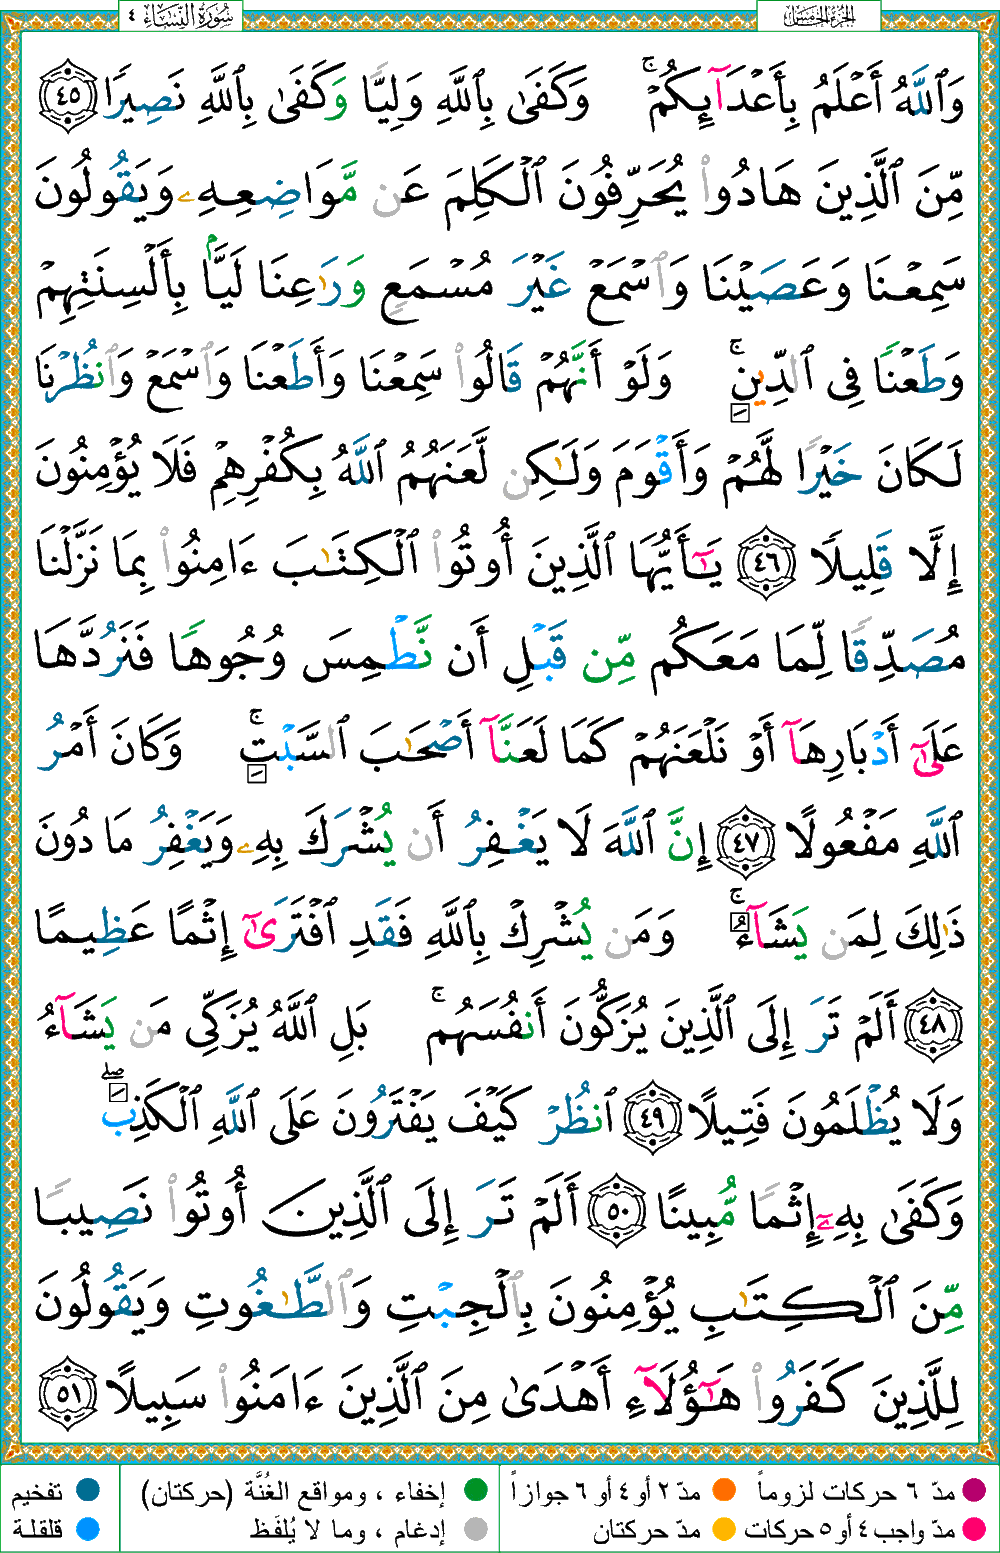 الجزء الخامس
سُورَةُ النِّسَاءِ ٤
وَٱللَّهُ أَعۡلَمُ بِأَعۡدَآئِكُمۡۚ وَكَفَىٰ بِٱللَّهِ وَلِيّٗا وَكَفَىٰ بِٱللَّهِ نَصِيرٗا ٤٥
مِّنَ ٱلَّذِينَ هَادُواْ يُحَرِّفُونَ ٱلۡكَلِمَ عَن مَّوَاضِعِهِۦ وَيَقُولُونَ
سَمِعۡنَا وَعَصَيۡنَا وَٱسۡمَعۡ غَيۡرَ مُسۡمَعٖ وَرَٰعِنَا لَيَّۢا بِأَلۡسِنَتِهِمۡ
وَطَعۡنٗا فِي ٱلدِّينِۚ وَلَوۡ أَنَّهُمۡ قَالُواْ سَمِعۡنَا وَأَطَعۡنَا وَٱسۡمَعۡ وَٱنظُرۡنَا
لَكَانَ خَيۡرٗا لَّهُمۡ وَأَقۡوَمَ وَلَٰكِن لَّعَنَهُمُ ٱللَّهُ بِكُفۡرِهِمۡ فَلَا يُؤۡمِنُونَ
إِلَّا قَلِيلٗا ٤٦ يَٰٓأَيُّهَا ٱلَّذِينَ أُوتُواْ ٱلۡكِتَٰبَ ءَامِنُواْ بِمَا نَزَّلۡنَا
مُصَدِّقٗا لِّمَا مَعَكُم مِّن قَبۡلِ أَن نَّطۡمِسَ وُجُوهٗا فَنَرُدَّهَا
عَلَىٰٓ أَدۡبَارِهَآ أَوۡ نَلۡعَنَهُمۡ كَمَا لَعَنَّآ أَصۡحَٰبَ ٱلسَّبۡتِۚ وَكَانَ أَمۡرُ
ٱللَّهِ مَفۡعُولًا ٤٧ إِنَّ ٱللَّهَ لَا يَغۡفِرُ أَن يُشۡرَكَ بِهِۦ وَيَغۡفِرُ مَا دُونَ
ذَٰلِكَ لِمَن يَشَآءُۚ وَمَن يُشۡرِكۡ بِٱللَّهِ فَقَدِ ٱفۡتَرَىٰٓ إِثۡمًا عَظِيمًا
٤٨ أَلَمۡ تَرَ إِلَى ٱلَّذِينَ يُزَكُّونَ أَنفُسَهُمۚ بَلِ ٱللَّهُ يُزَكِّي مَن يَشَآءُ
وَلَا يُظۡلَمُونَ فَتِيلًا ٤٩ ٱنظُرۡ كَيۡفَ يَفۡتَرُونَ عَلَى ٱللَّهِ ٱلۡكَذِبَۖ
وَكَفَىٰ بِهِۦٓ إِثۡمٗا مُّبِينًا ٥٠ أَلَمۡ تَرَ إِلَى ٱلَّذِينَ أُوتُواْ نَصِيبٗا
مِّنَ ٱلۡكِتَٰبِ يُؤۡمِنُونَ بِٱلۡجِبۡتِ وَٱلطَّٰغُوتِ وَيَقُولُونَ
لِلَّذِينَ كَفَرُواْ هَٰٓؤُلَآءِ أَهۡدَىٰ مِنَ ٱلَّذِينَ ءَامَنُواْ سَبِيلًا ٥١
مدّ ٦ حركات لزوماً مدّ ٢ أو ٤ أو ٦ جوازاً إخفاء ، ومواقع الغُنَّة (حركتان) تفخيم
مدّ واجب ٤ أو ٥ حركات مدّ حركتان إدغام ، وما لا يُلفَظ قلقلة